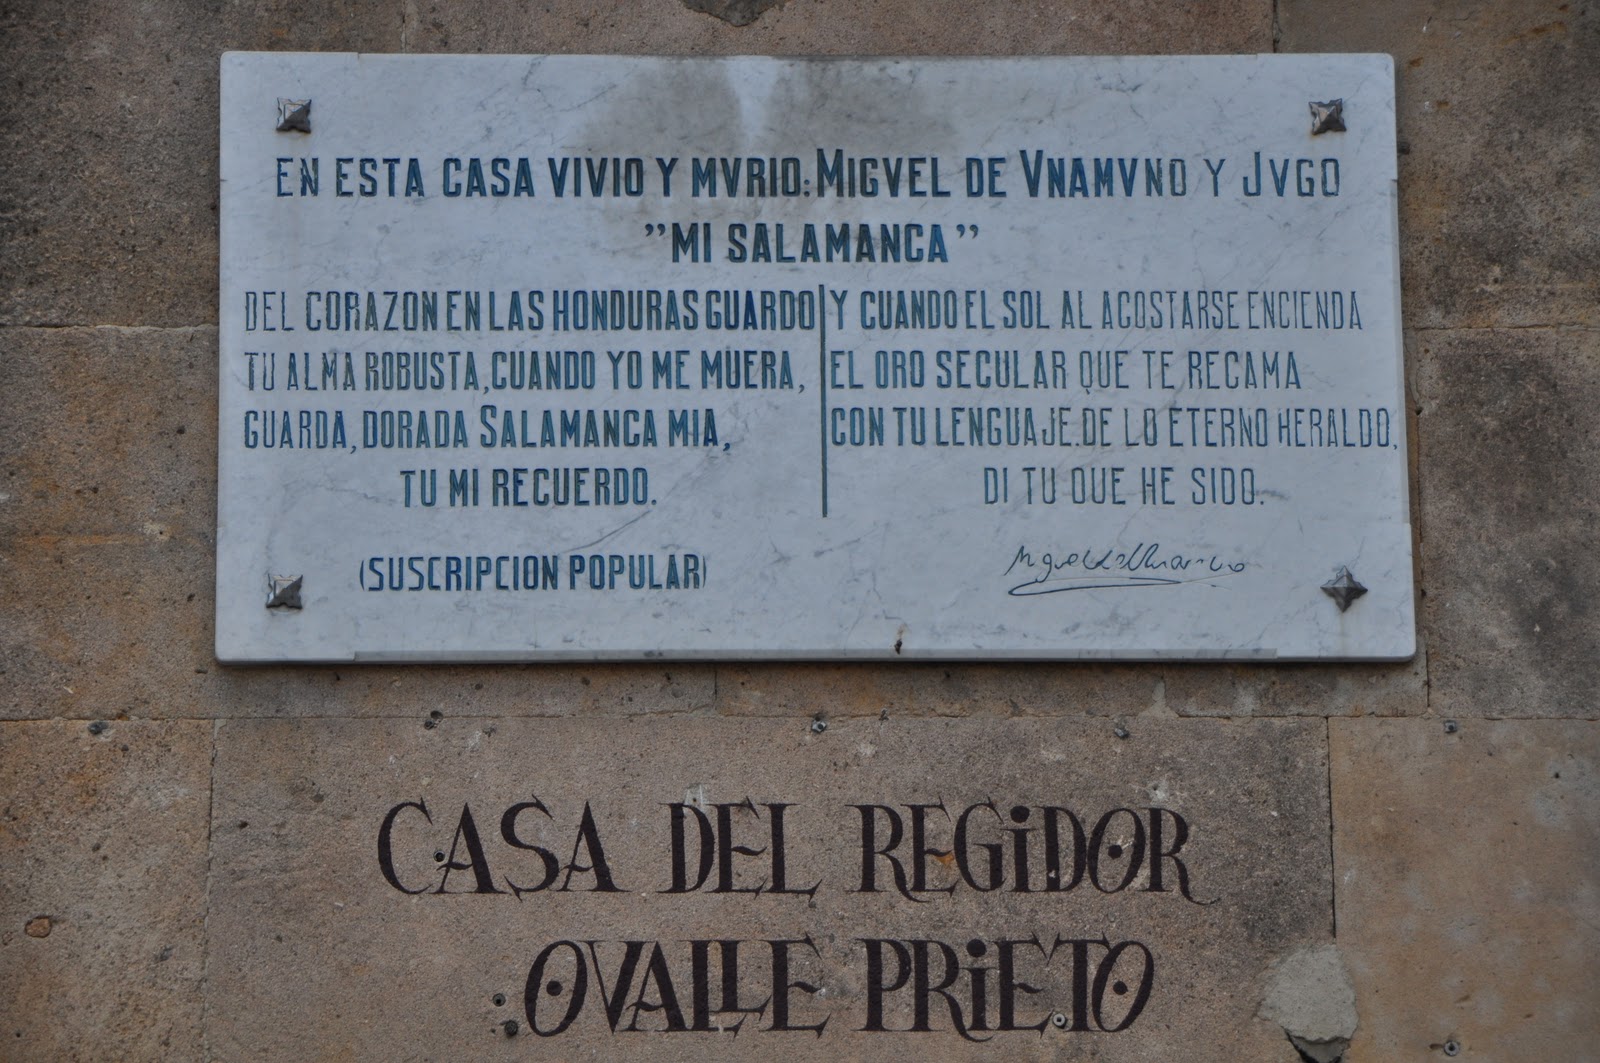 EN ESTA CASA VIVIO Y MVRIO: MIGVEL DE VNAMVNO Y JVGO
"MI SALAMANCA"
DEL CORAZON EN LAS HONDURAS GUARDO
TU ALMA ROBUSTA, CUANDO YO ME MUERA,
GUARDA, DORADA SALAMANCA MIA,
TU MI RECUERDO.
Y CUANDO EL SOL AL ACOSTARSE ENCIENDA
EL ORO SECULAR QUE TE RECAMA
CON TU LENGUAJE. DE LO ETERNO HERALDO,
DI TU QUE HE SIDO.
(SUSCRIPCION POPULAR)
Miguel de Unamuno
CASA DEL REGiDOR
OVALLE PRiETO